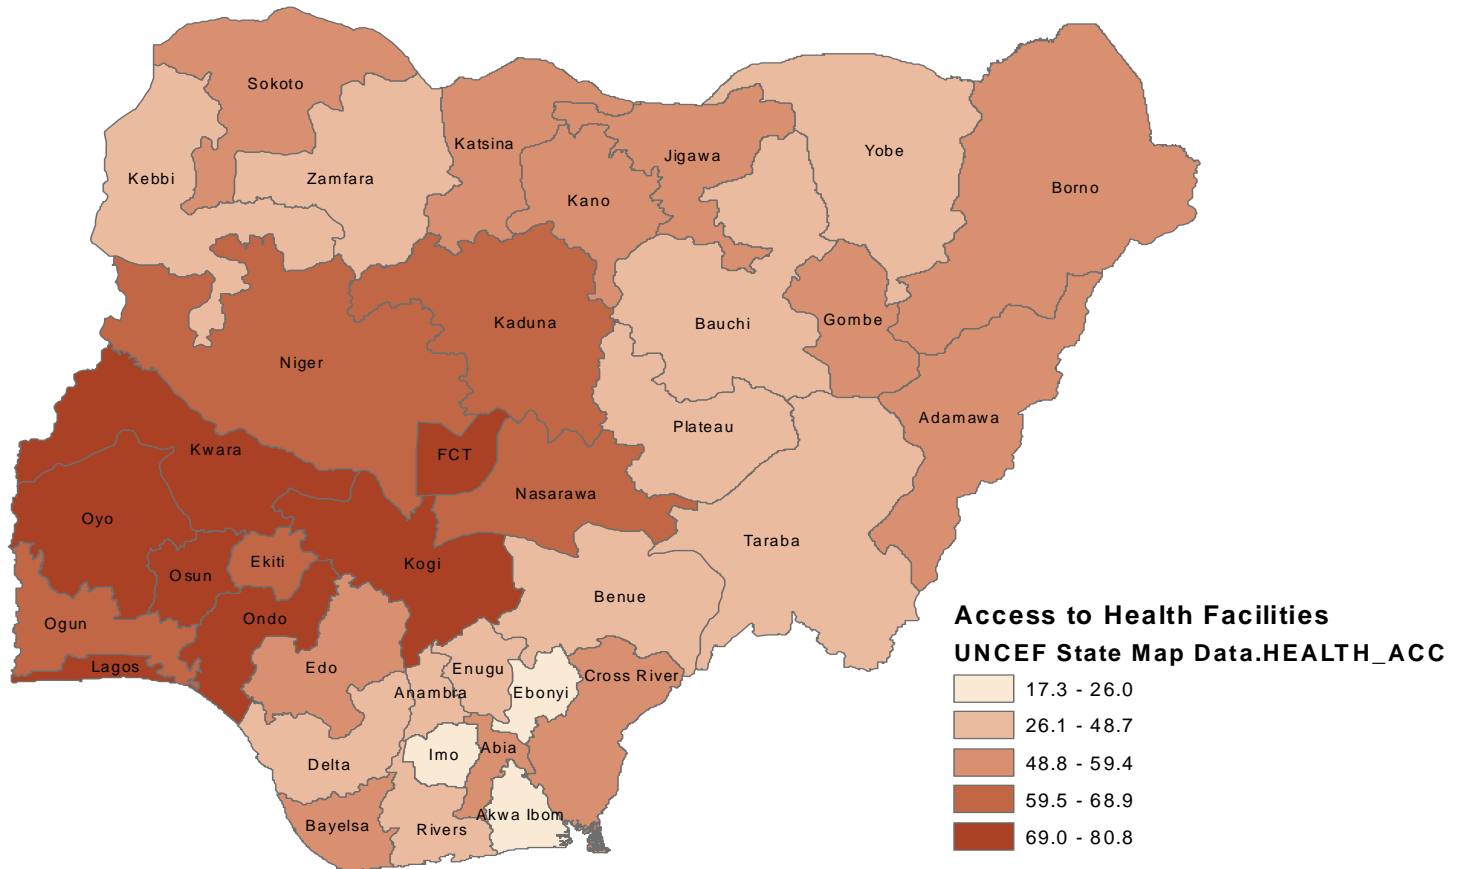 Sokoto
Katsina
Yobe
Jigawa
Kebbi
Zamfara
Borno
Kano
Gombe
Kaduna
Bauchi
Niger
Adamawa
Plateau
Kwara
FCT
Nasarawa
Oyo
Taraba
Ekiti
Kogi
Osun
Benue
Ondo
Ogun
Lagos
Edo
Enugu
Cross River
Anambra
Ebonyi
Imo
Abia
Delta
Akwa Ibom
Bayelsa
Rivers
Access to Health Facilities
UNCEF State Map Data.HEALTH_ACC
17.3 - 26.0
26.1 - 48.7
48.8 - 59.4
59.5 - 68.9
69.0 - 80.8